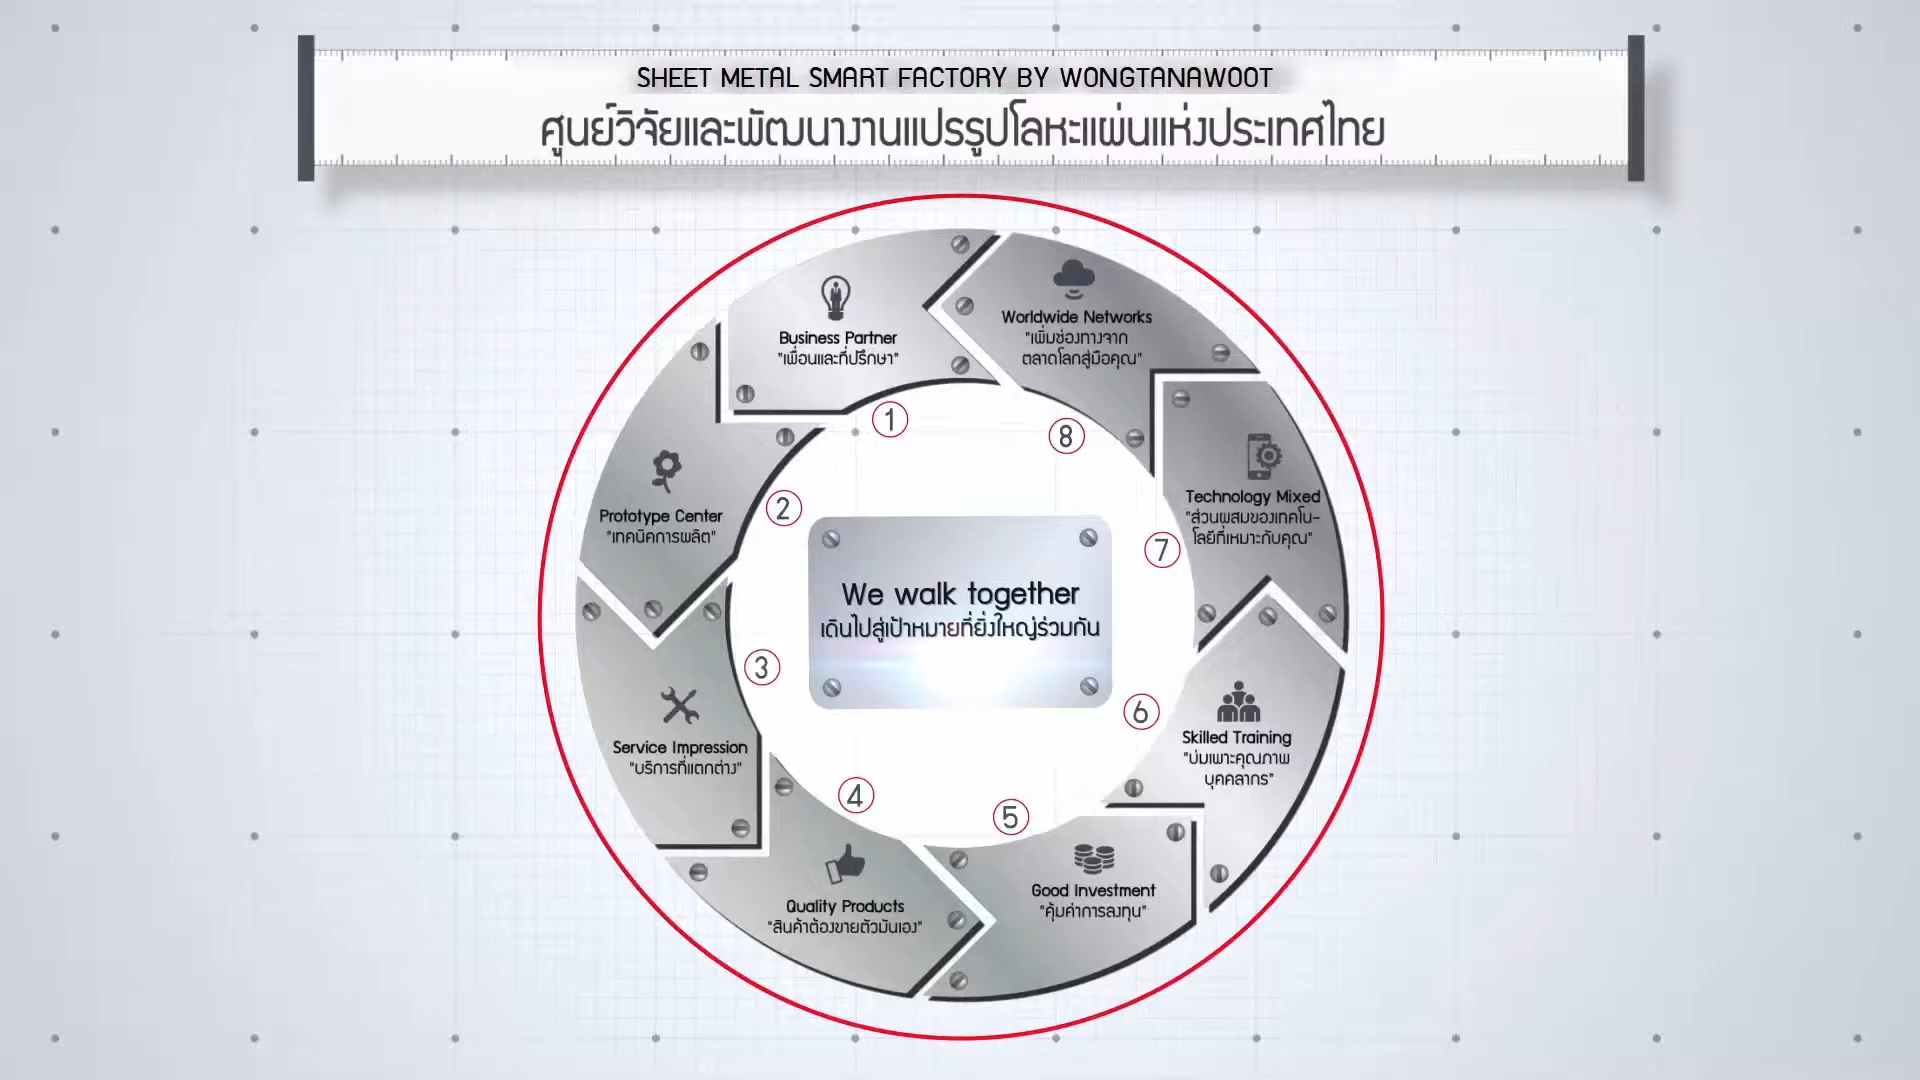 SHEET METAL SMART FACTORY BY WONGTANAWOOT
ศูนย์วิจัยและพัฒนางานแปรรูปโลหะแผ่นแห่งประเทศไทย
Business Partner
"เพื่อนและที่ปรึกษา"
1
Prototype Center
"เทคนิคการผลิต"
2
Service Impression
"บริการที่แตกต่าง"
3
Quality Products
"สินค้าต้องขายตัวมันเอง"
4
Good Investment
"คุ้มค่าการลงทุน"
5
Skilled Training
"บ่มเพาะคุณภาพ
บุคคลากร"
6
Technology Mixed
"ส่วนผสมของเทคโน-
โลยีที่เหมาะกับคุณ"
7
Worldwide Networks
"เพิ่มช่องทางจาก
ตลาดโลกสู่มือคุณ"
8
We walk together
เดินไปสู่เป้าหมายที่ยิ่งใหญ่ร่วมกัน